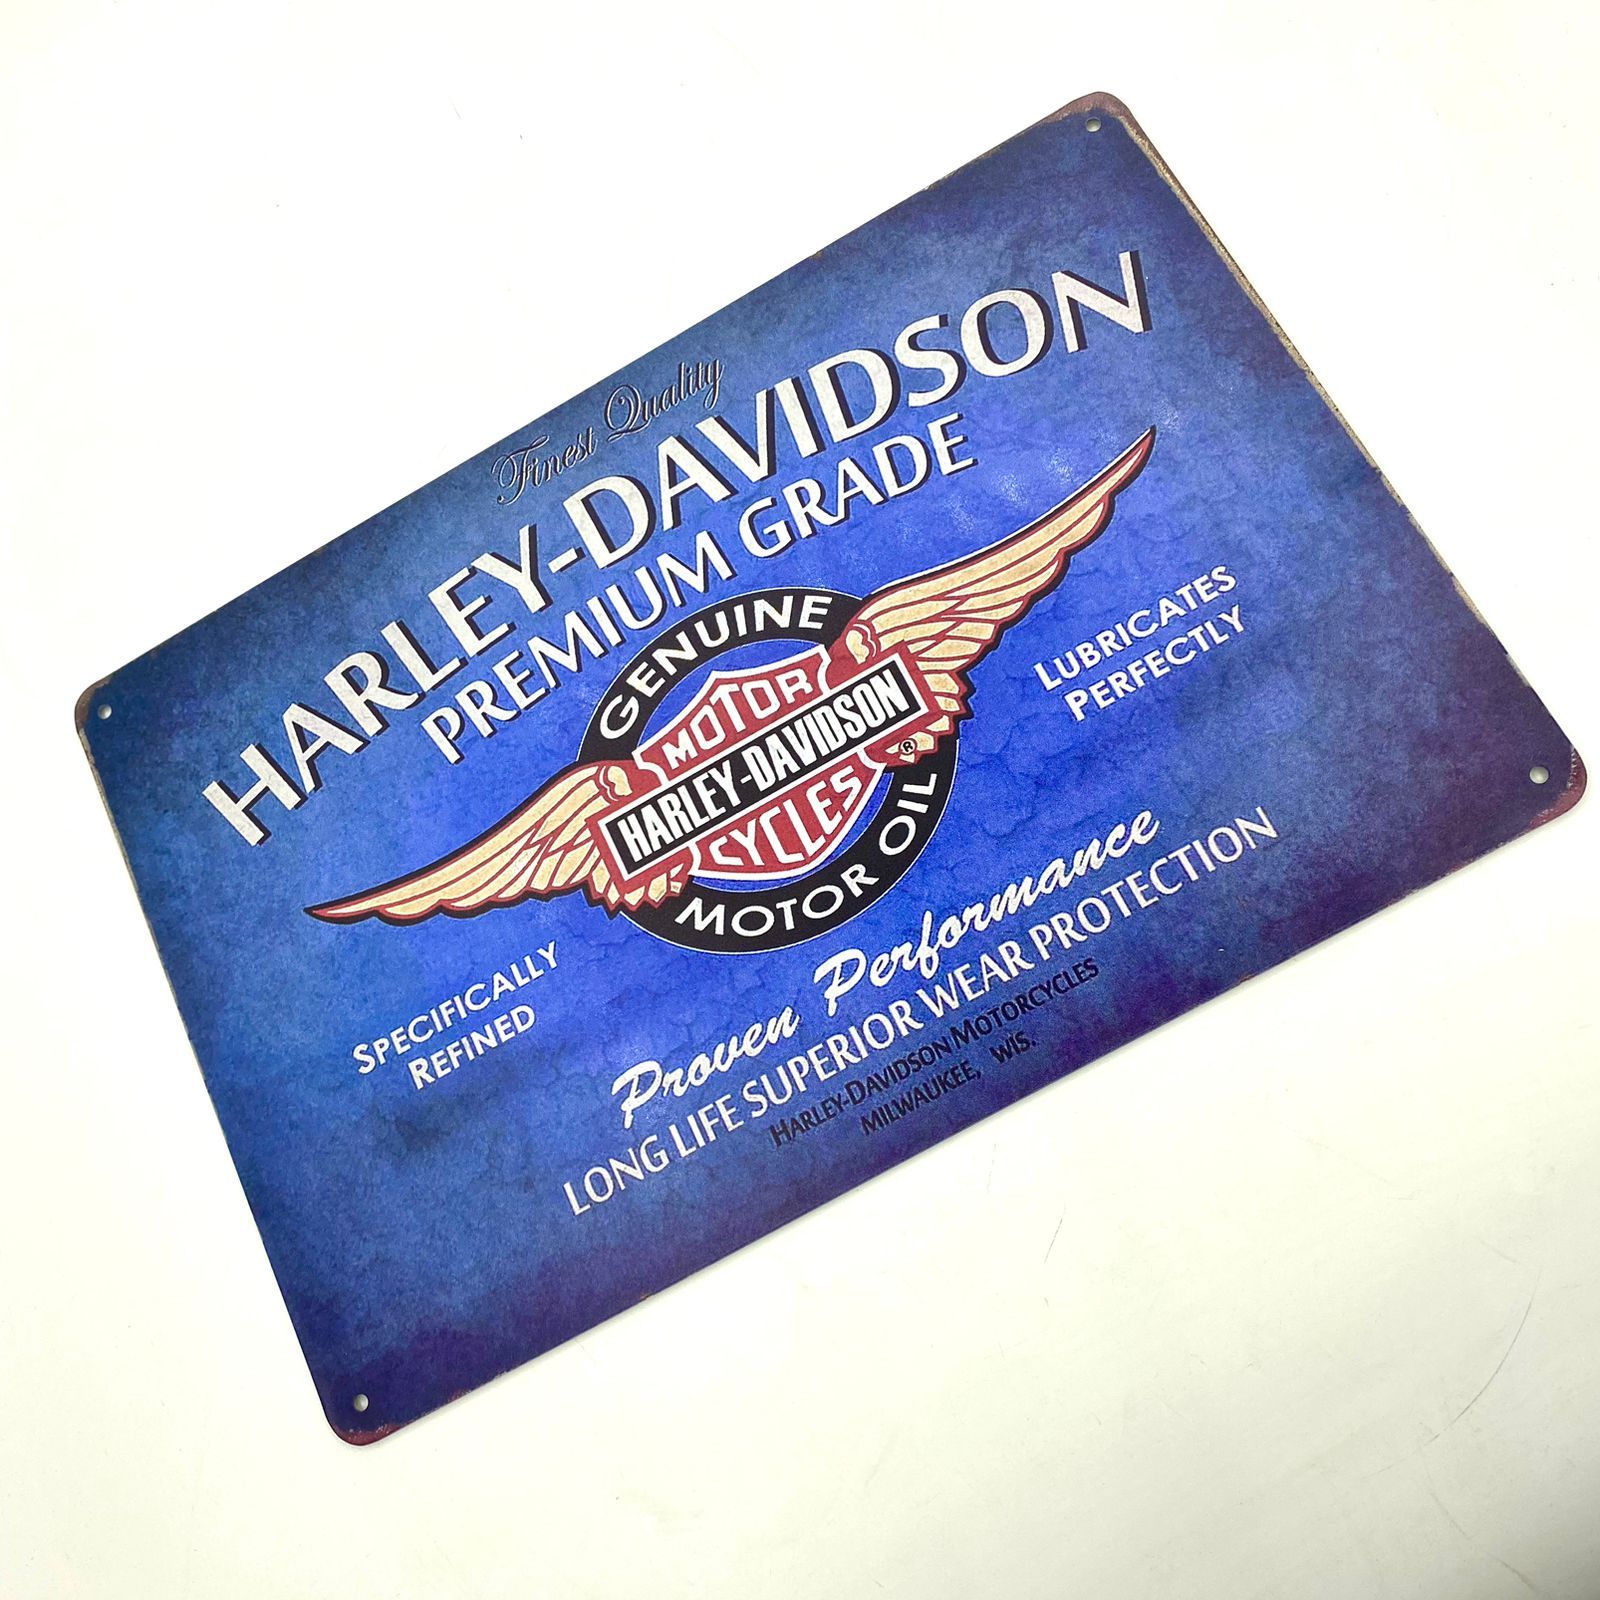 Finest Quality
HARLEY-DAVIDSON
PREMIUM GRADE
GENUINE
MOTOR
HARLEY-DAVIDSON
CYCLES
®
MOTOR OIL
LUBRICATES
PERFECTLY
SPECIFICALLY
REFINED
Proven Performance
LONG LIFE SUPERIOR WEAR PROTECTION
HARLEY-DAVIDSON MOTORCYCLES
MILWAUKEE, WIS.